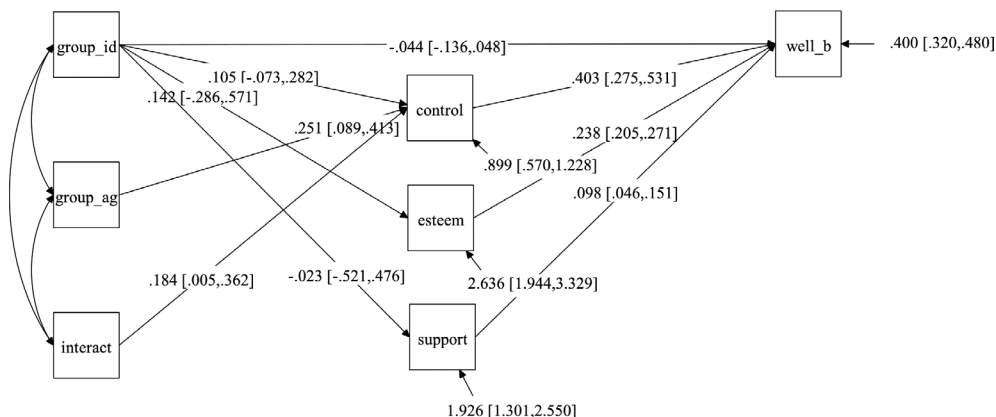 group_id
-.044 [-.136,.048]
well_b
.400 [.320,.480]
.105 [-.073,.282]
.142 [-.286,.571]
control
.403 [.275,.531]
.251 [.089,.413]
.238 [.205,.271]
.899 [.570,1.228]
group_ag
esteem
.098 [.046,.151]
.184 [.005,.362]
-.023 [-.521,.476]
2.636 [1.944,3.329]
interact
support
1.926 [1.301,2.550]